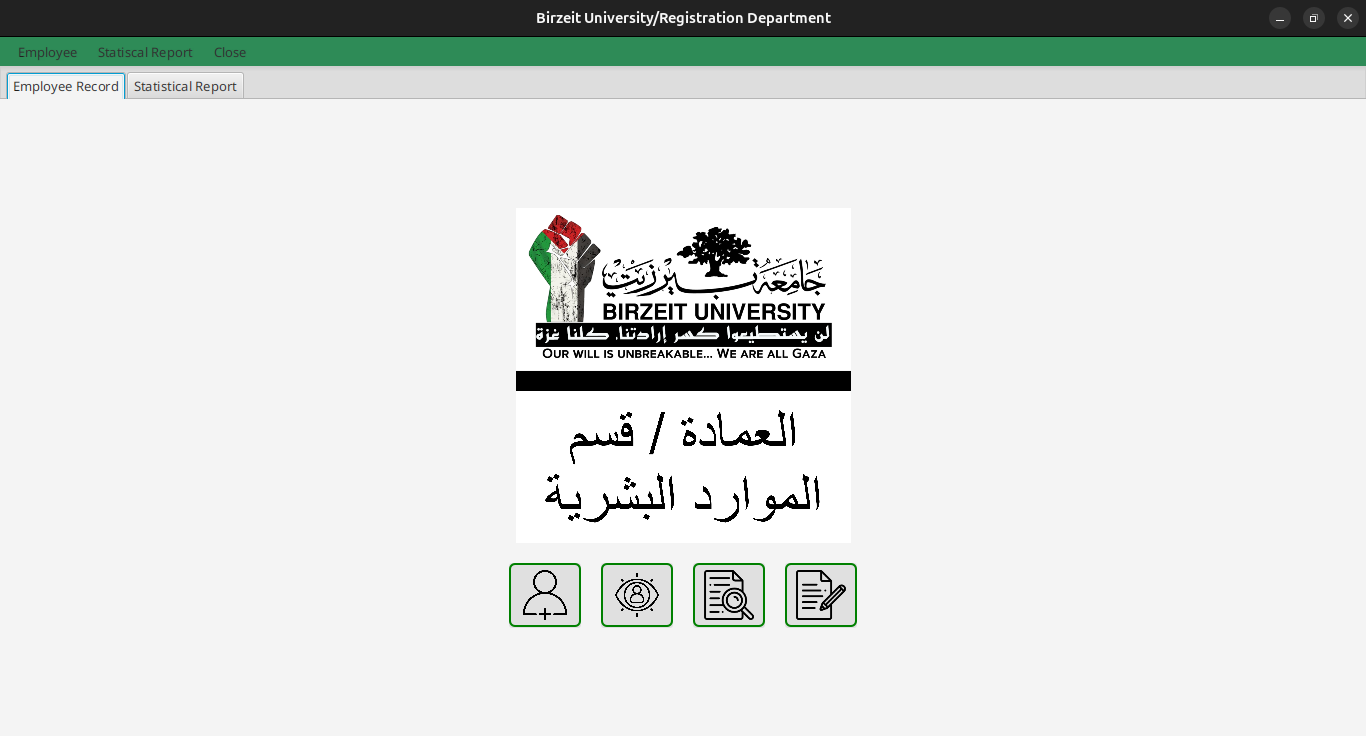 Birzeit University/Registration Department
Employee Statiscal Report Close
Employee Record Statistical Report
جامعة بيرزيت
BIRZEIT UNIVERSITY
لن يستطيعوا كسر إرادتنا، كلنا غزة
OUR WILL IS UNBREAKABLE... WE ARE ALL GAZA
العمادة / قسم
الموارد البشرية